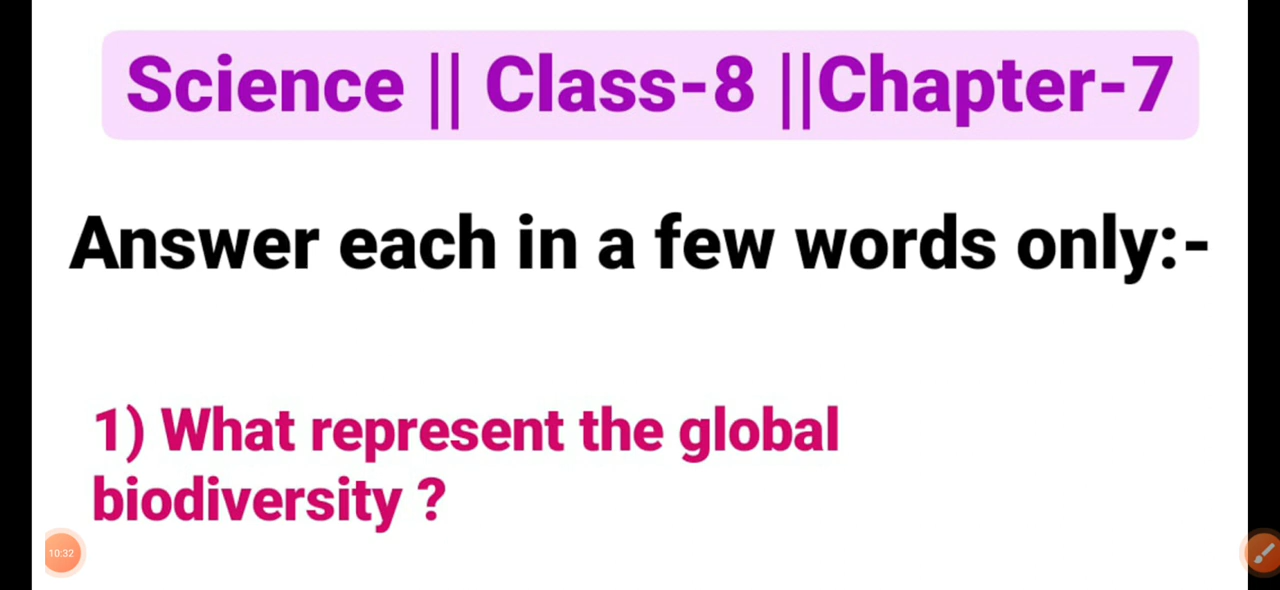 Science || Class-8 ||Chapter-7
Answer each in a few words only:-
1) What represent the global
biodiversity ?
10:32